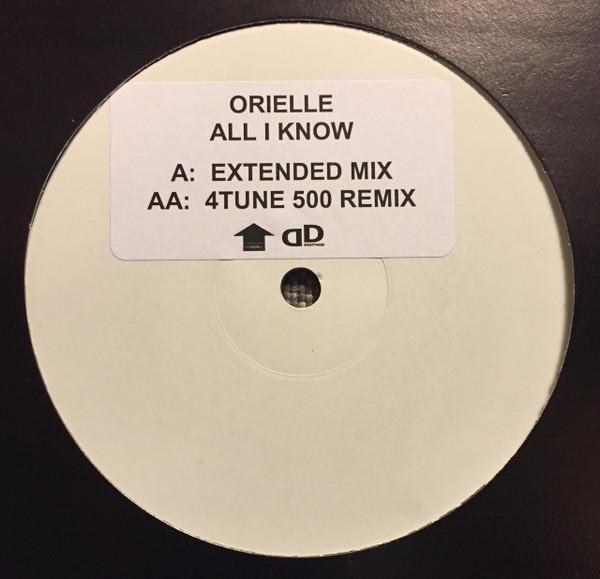 ORIELLE
ALL I KNOW
A: EXTENDED MIX
AA: 4TUNE 500 REMIX